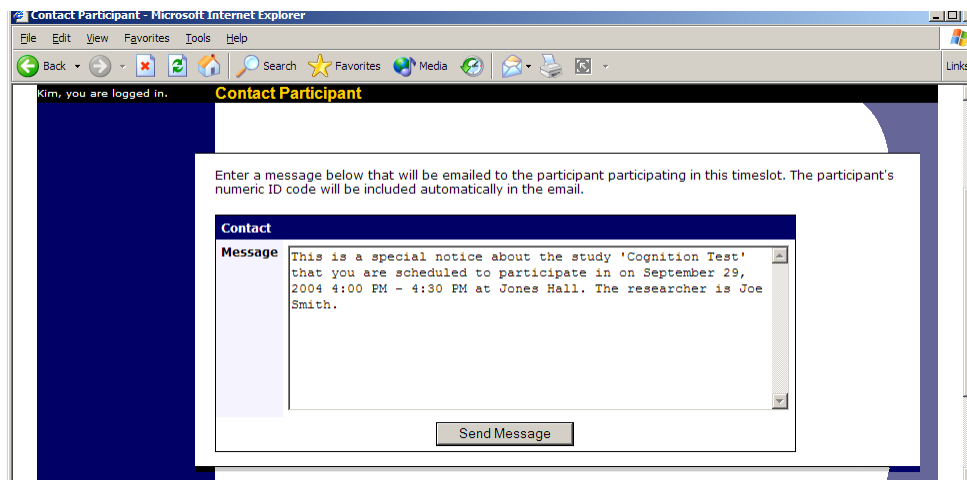 Contact Participant - Microsoft Internet Explorer
File Edit View Favorites Tools Help
Back Search Favorites Media Links
Kim, you are logged in. Contact Participant
Enter a message below that will be emailed to the participant participating in this timeslot. The participant's
numeric ID code will be included automatically in the email.
Contact
Message
This is a special notice about the study 'Cognition Test'
that you are scheduled to participate in on September 29,
2004 4:00 PM - 4:30 PM at Jones Hall. The researcher is Joe
Smith.
Send Message